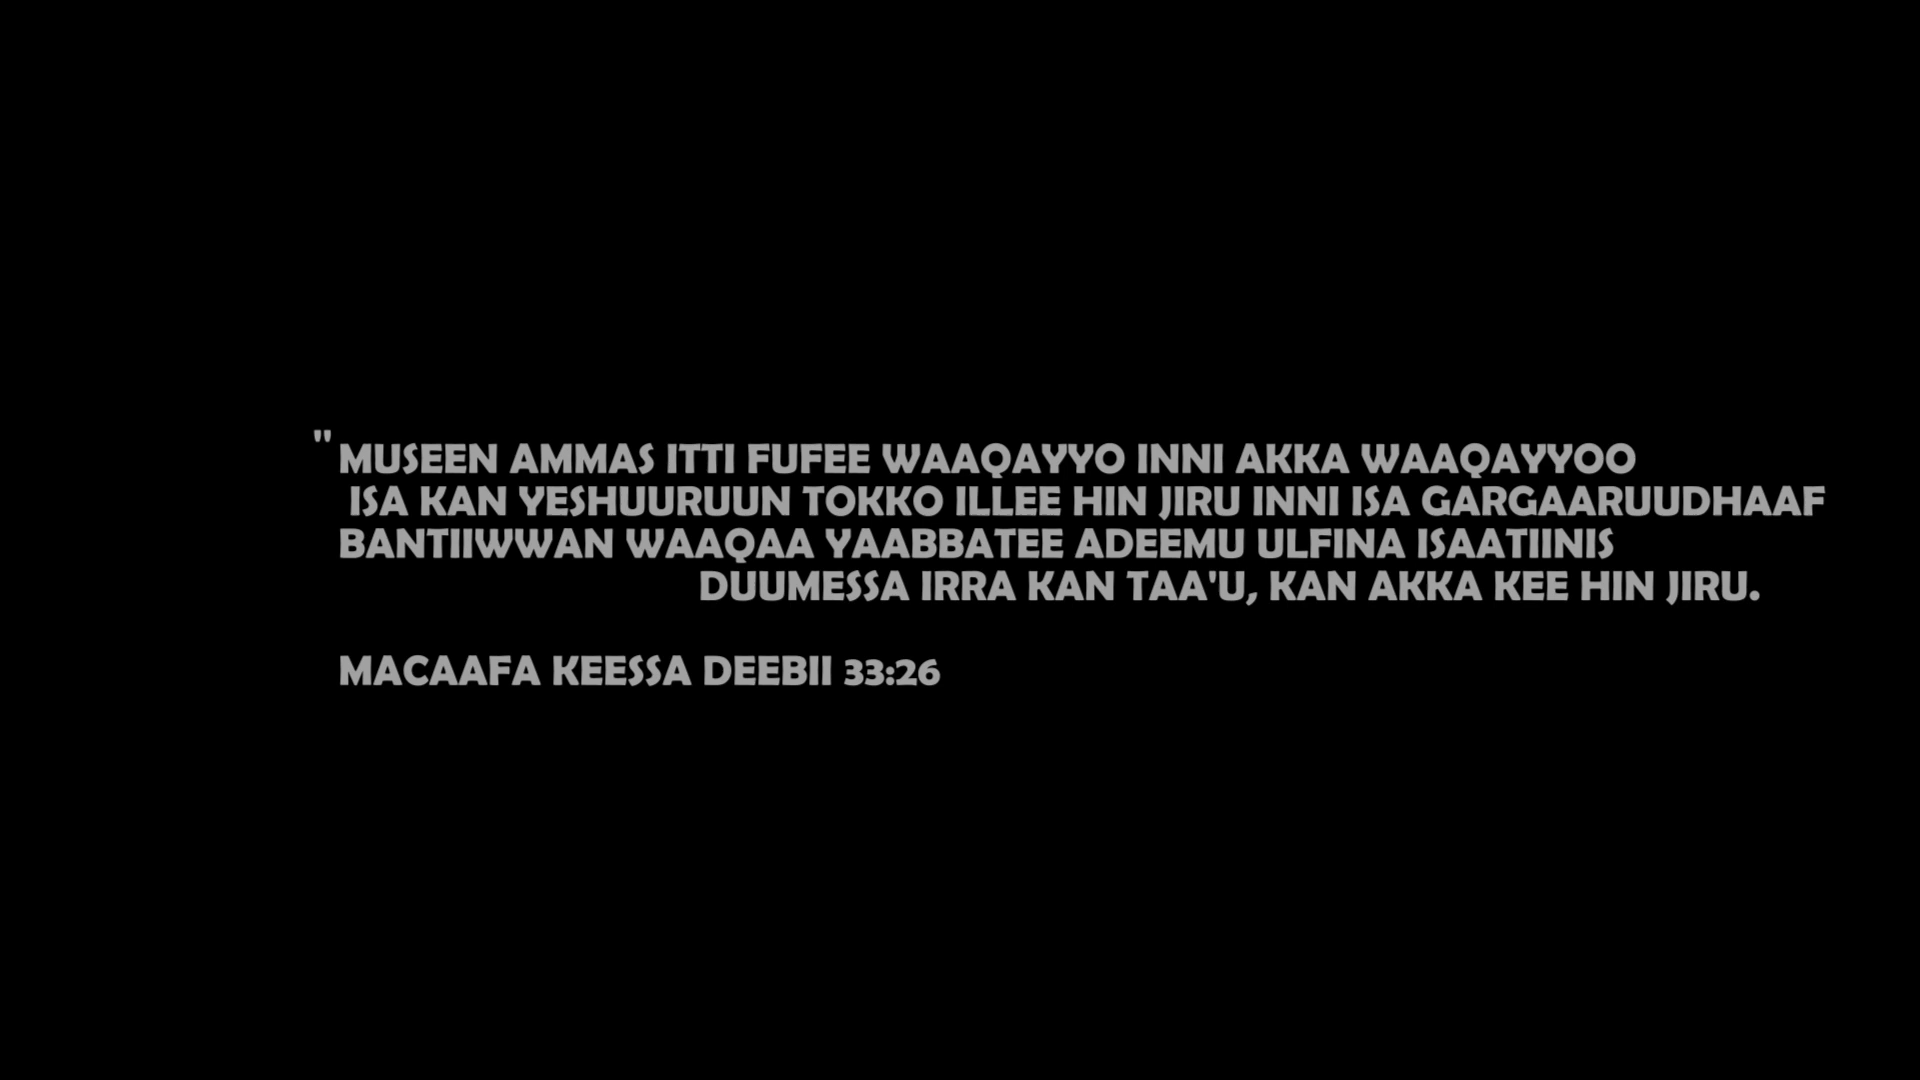 "MUSEEN AMMAS ITTI FUFEE WAAQAYYO INNI AKKA WAAQAYYOO
ISA KAN YESHUURUUN TOKKO ILLEE HIN JIRU INNI ISA GARGAARUUDHAAF
BANTIIWWAN WAAQAA YAABBATEE ADEEMU ULFINA ISAATIINIS
DUUMESSA IRRA KAN TAA'U, KAN AKKA KEE HIN JIRU.
MACAAFA KEESSA DEEBII 33:26